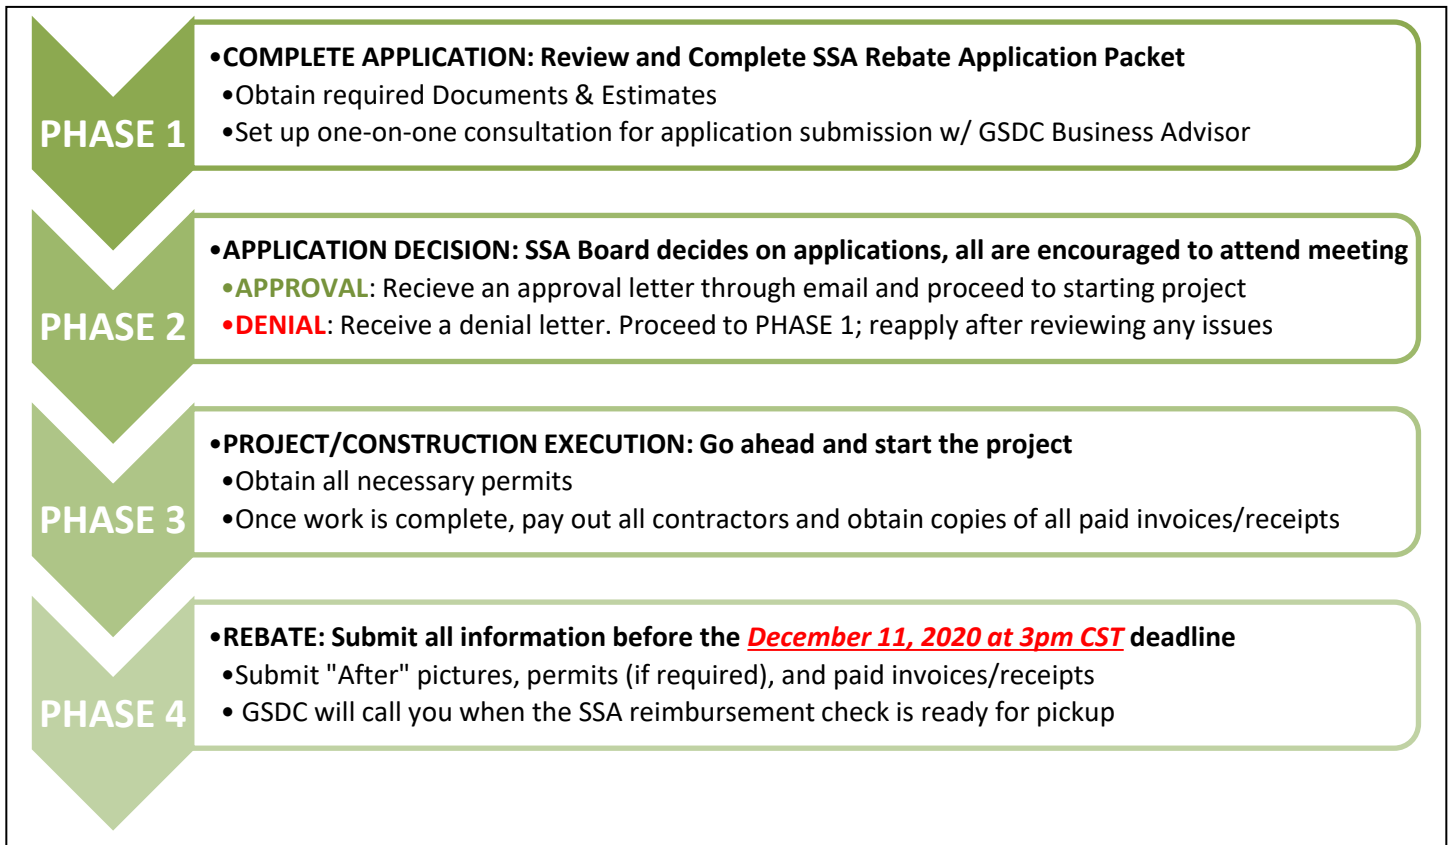 PHASE 1
•COMPLETE APPLICATION: Review and Complete SSA Rebate Application Packet
•Obtain required Documents & Estimates
•Set up one-on-one consultation for application submission w/ GSDC Business Advisor
PHASE 2
•APPLICATION DECISION: SSA Board decides on applications, all are encouraged to attend meeting
•APPROVAL: Recieve an approval letter through email and proceed to starting project
•DENIAL: Receive a denial letter. Proceed to PHASE 1; reapply after reviewing any issues
PHASE 3
•PROJECT/CONSTRUCTION EXECUTION: Go ahead and start the project
•Obtain all necessary permits
•Once work is complete, pay out all contractors and obtain copies of all paid invoices/receipts
PHASE 4
•REBATE: Submit all information before the December 11, 2020 at 3pm CST deadline
•Submit "After" pictures, permits (if required), and paid invoices/receipts
• GSDC will call you when the SSA reimbursement check is ready for pickup